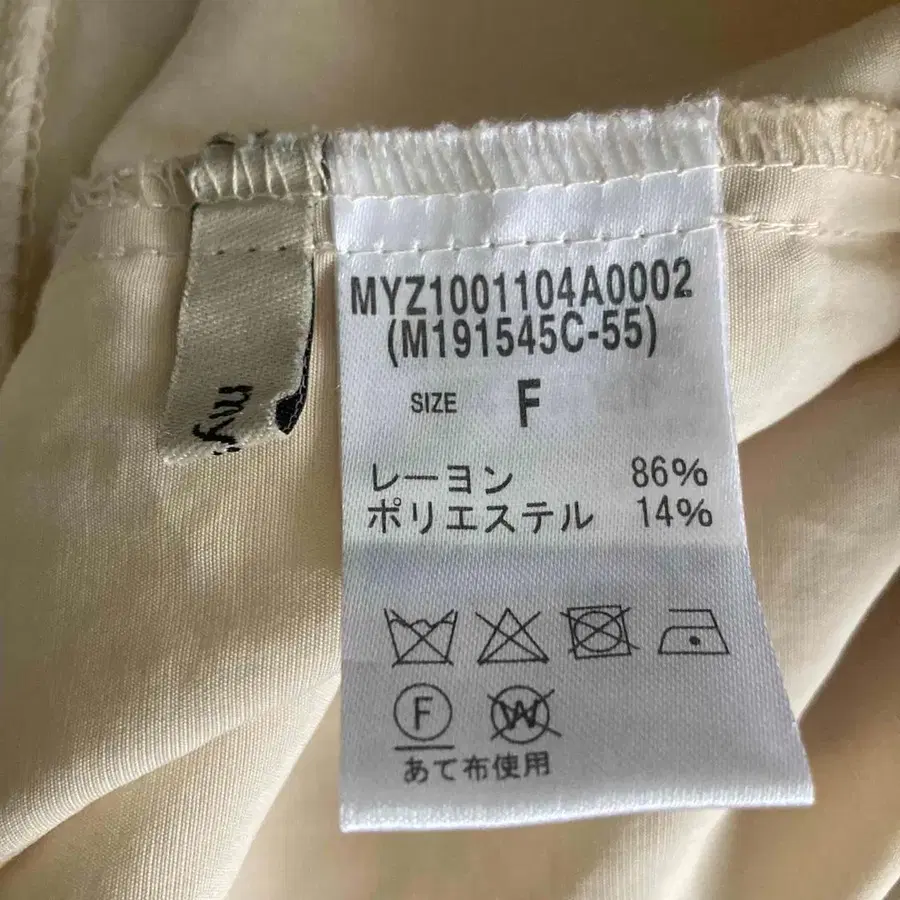 MYZ1001104A0002
(M191545C-55)
SIZE F
レーヨン 86%
ポリエステル 14%
F W
あて布使用
my